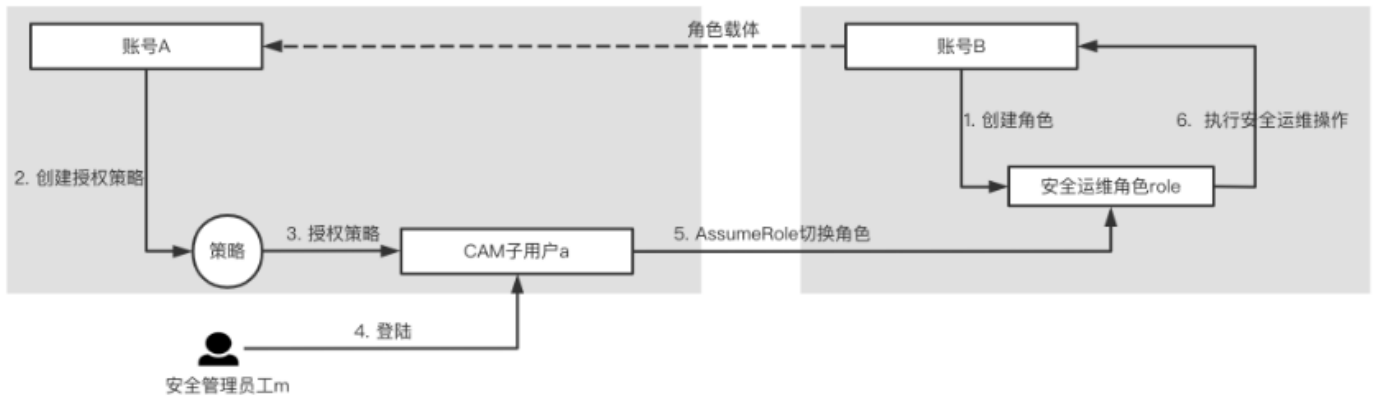 角色载体
账号A
账号B
1. 创建角色
6. 执行安全运维操作
2. 创建授权策略
安全运维角色role
3. 授权策略
5. AssumeRole切换角色
策略
CAM子用户a
4. 登陆
安全管理员工m